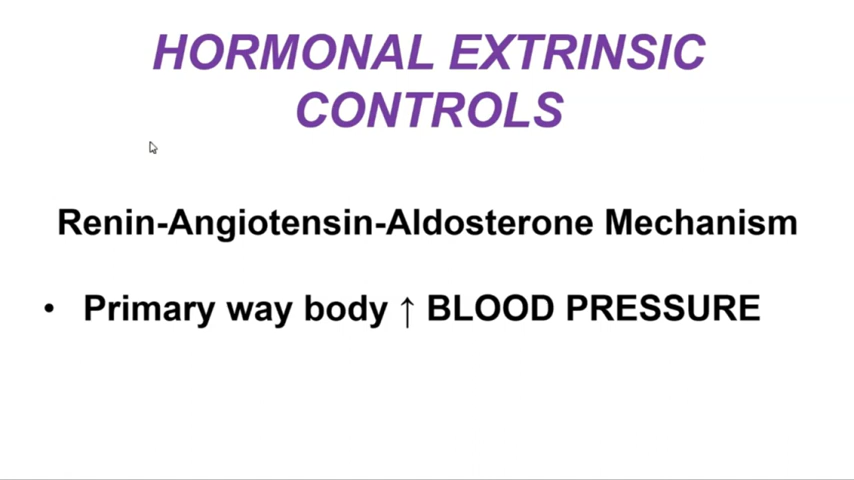 HORMONAL EXTRINSIC
CONTROLS
Renin-Angiotensin-Aldosterone Mechanism
• Primary way body ↑ BLOOD PRESSURE